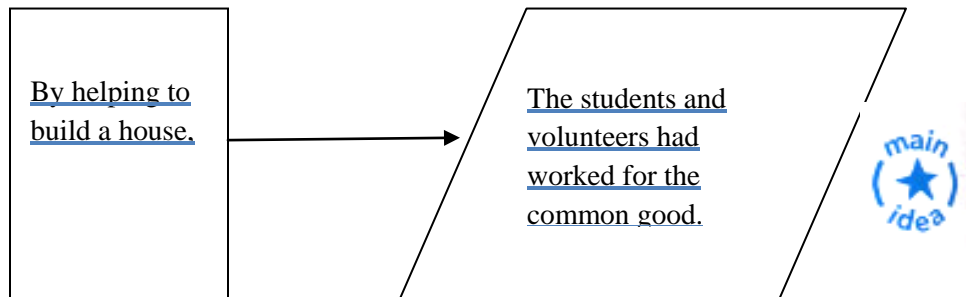 By helping to
build a house,
The students and
volunteers had
worked for the
common good.
main
idea